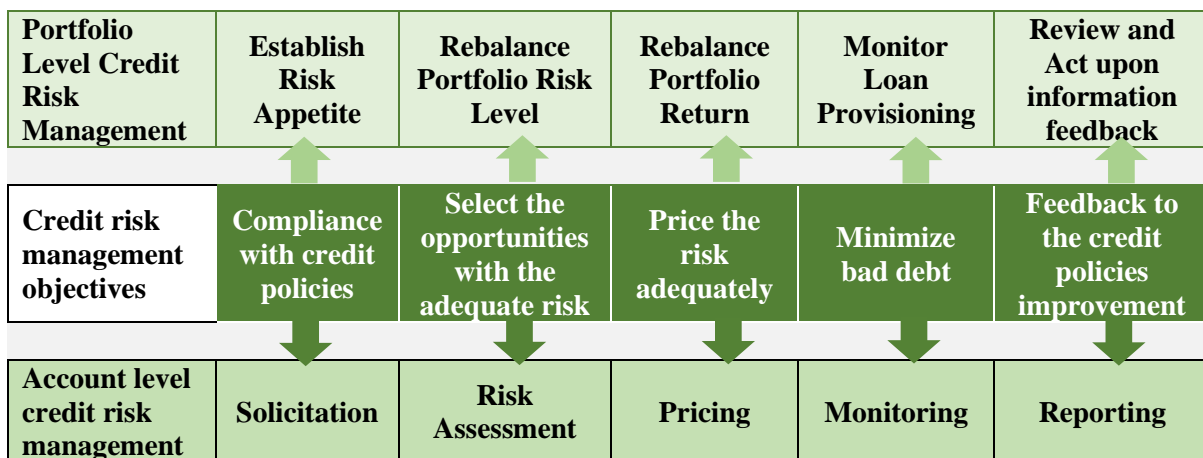 Portfolio
Level Credit
Risk
Management
Establish
Risk
Appetite
Rebalance
Portfolio Risk
Level
Rebalance
Portfolio
Return
Monitor
Loan
Provisioning
Review and
Act upon
information
feedback
Credit risk
management
objectives
Compliance
with credit
policies
Select the
opportunities
with the
adequate risk
Price the
risk
adequately
Minimize
bad debt
Feedback to
the credit
policies
improvement
Account level
credit risk
management
Solicitation
Risk
Assessment
Pricing
Monitoring
Reporting